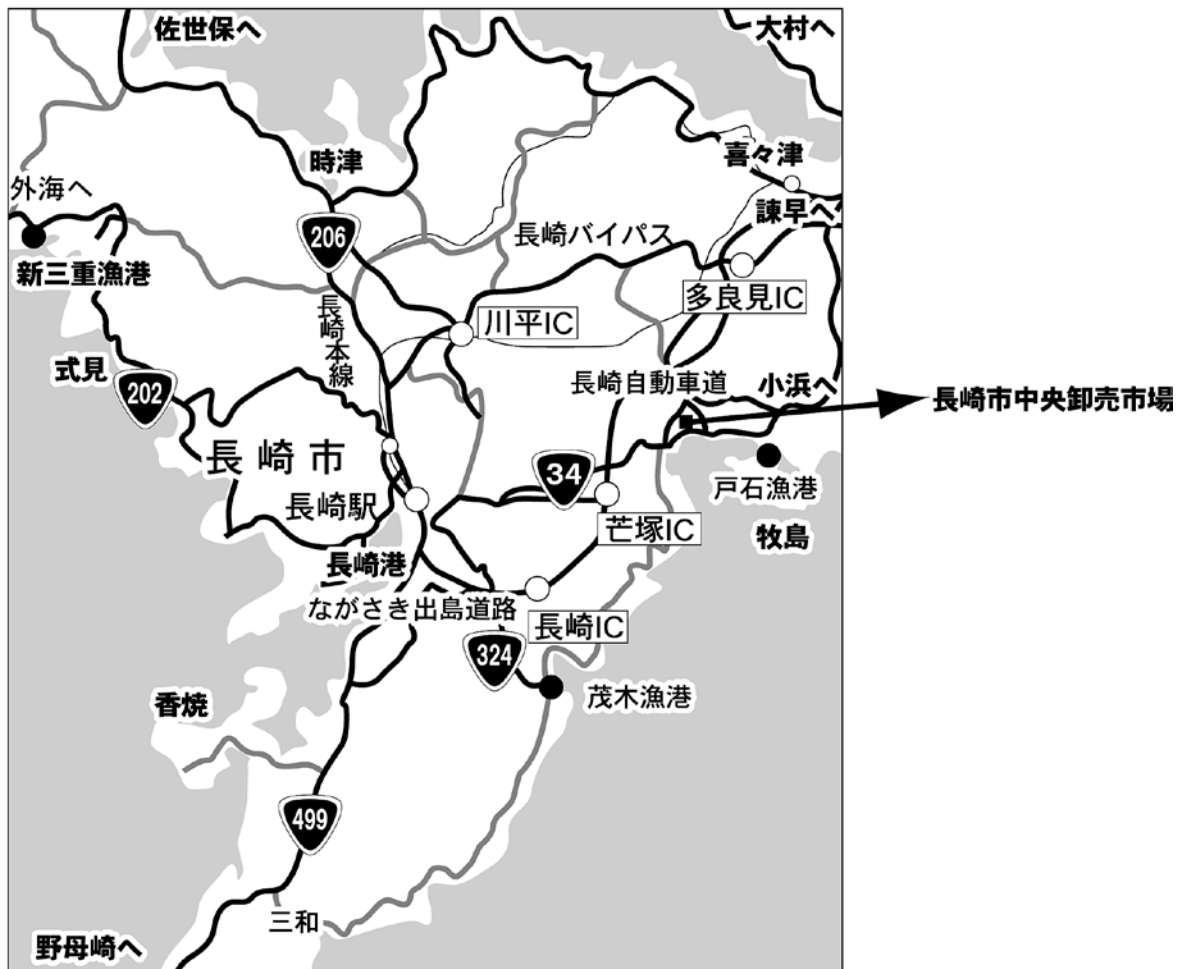 佐世保へ
大村へ
時津
喜々津
外海へ
諫早へ
206
長崎バイパス
新三重漁港
多良見IC
長崎本線
川平IC
式見
202
長崎自動車道
小浜へ
長崎市中央卸売市場
長崎市
34
戸石漁港
長崎駅
芒塚IC
牧島
長崎港
ながさき出島道路
長崎IC
324
香焼
茂木漁港
499
三和
野母崎へ